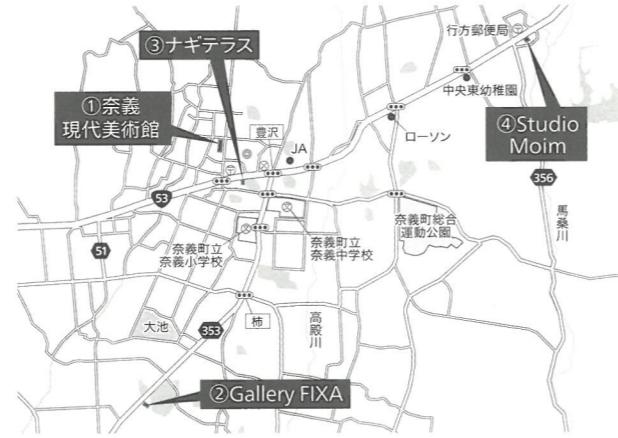 行方郵便局
③ナギテラス
中央東幼稚園
①奈義
現代美術館
豊沢
JA
ローソン
④Studio
Moim
356
53
馬桑川
51
奈義町立
奈義小学校
奈義町立
奈義中学校
奈義町総合
運動公園
大池
353
柿
高殿川
②Gallery FIXA